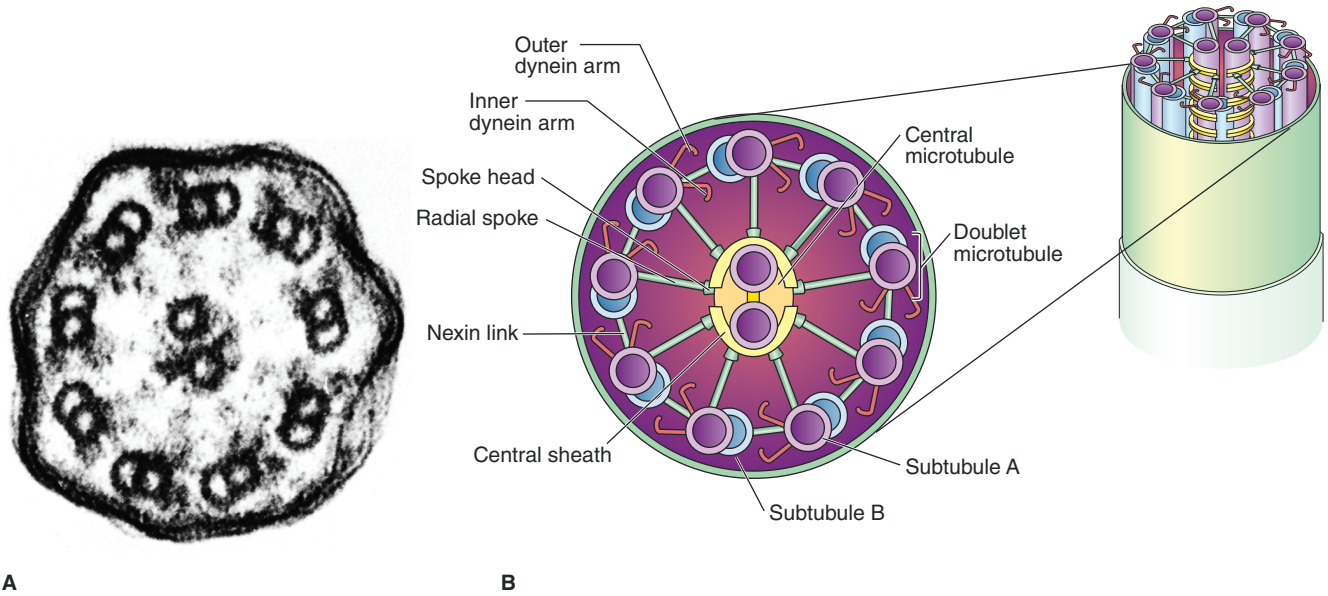 Outer
dynein arm
Inner
dynein arm
Spoke head
Radial spoke
Nexin link
Central sheath
Central
microtubule
Doublet
microtubule
Subtubule A
Subtubule B
A
B